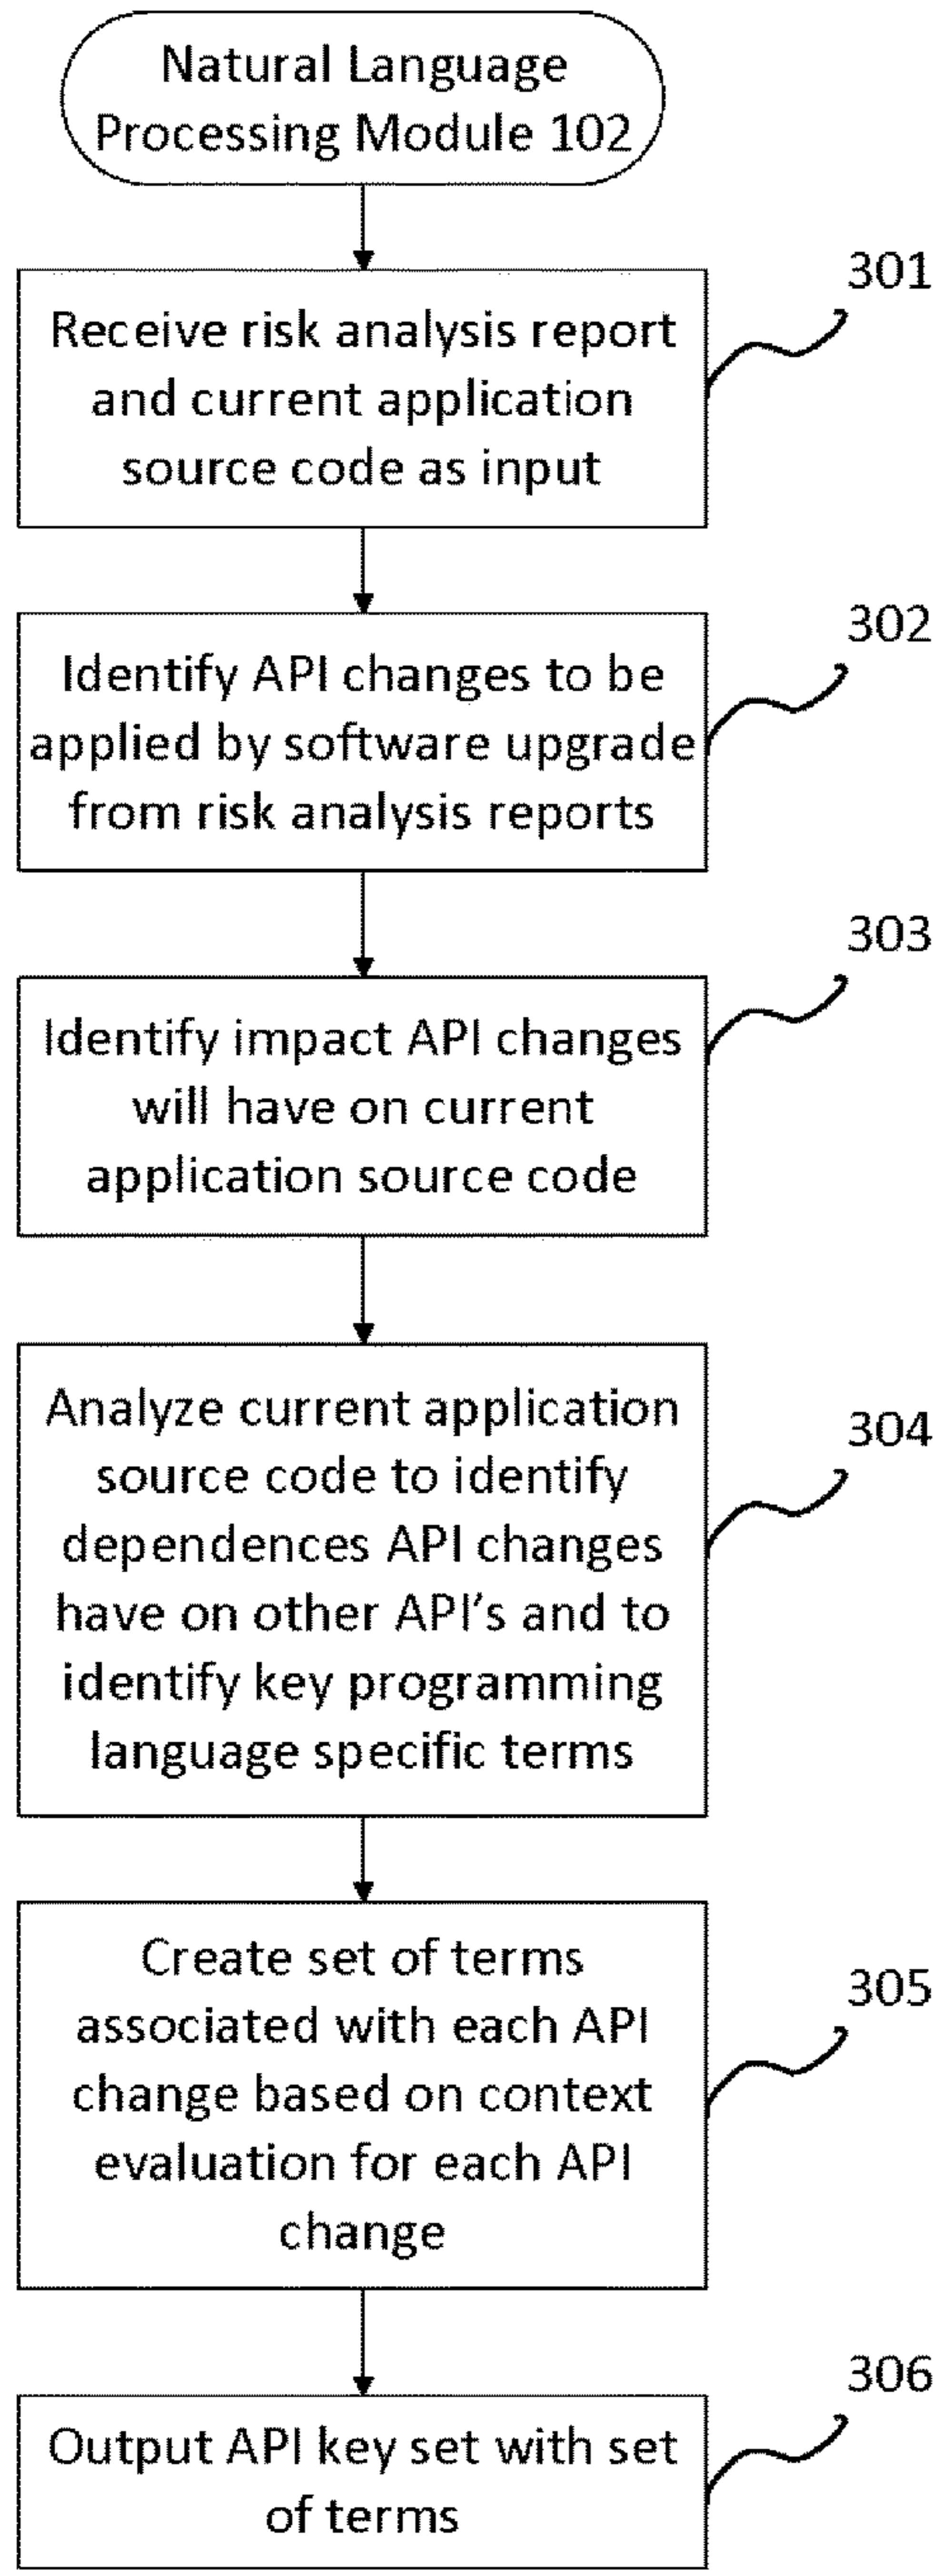 Natural Language
Processing Module 102
301
Receive risk analysis report
and current application
source code as input
302
Identify API changes to be
applied by software upgrade
from risk analysis reports
303
Identify impact API changes
will have on current
application source code
304
Analyze current application
source code to identify
dependences API changes
have on other API's and to
identify key programming
language specific terms
305
Create set of terms
associated with each API
change based on context
evaluation for each API
change
306
Output API key set with set
of terms